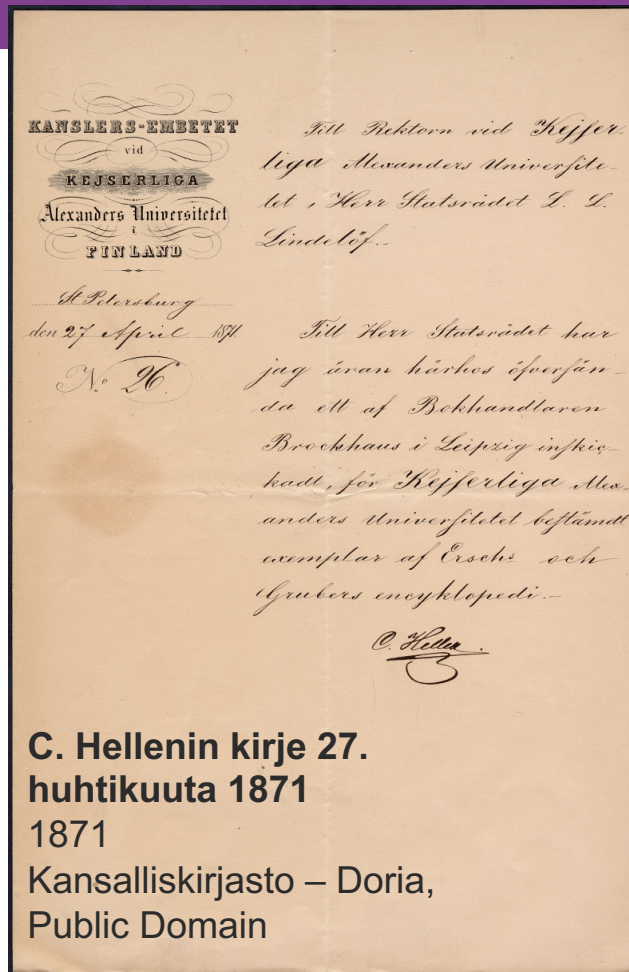 KANSLERS-EMBETET
vid
KEJSERLIGA
Alexanders Universitetet
i
FINLAND
St Petersburg
den 27 April 1871.
No 26.
Till Rektorn vid Kejser-
liga Alexanders Universite-
tet, Herr Statsrådet L. L.
Lindelöf.-
Till Herr Statsrådet har
jag äran härhos öfversän-
da ett af Bokhandlaren
Brockhaus i Leipzig inskic-
kadt, för Kejserliga Alex-
anders Universitetet bestämdt
exemplar af Erschs och
Grubers encyklopedi.-
C. Hellen.
C. Hellenin kirje 27.
huhtikuuta 1871
1871
Kansalliskirjasto – Doria,
Public Domain